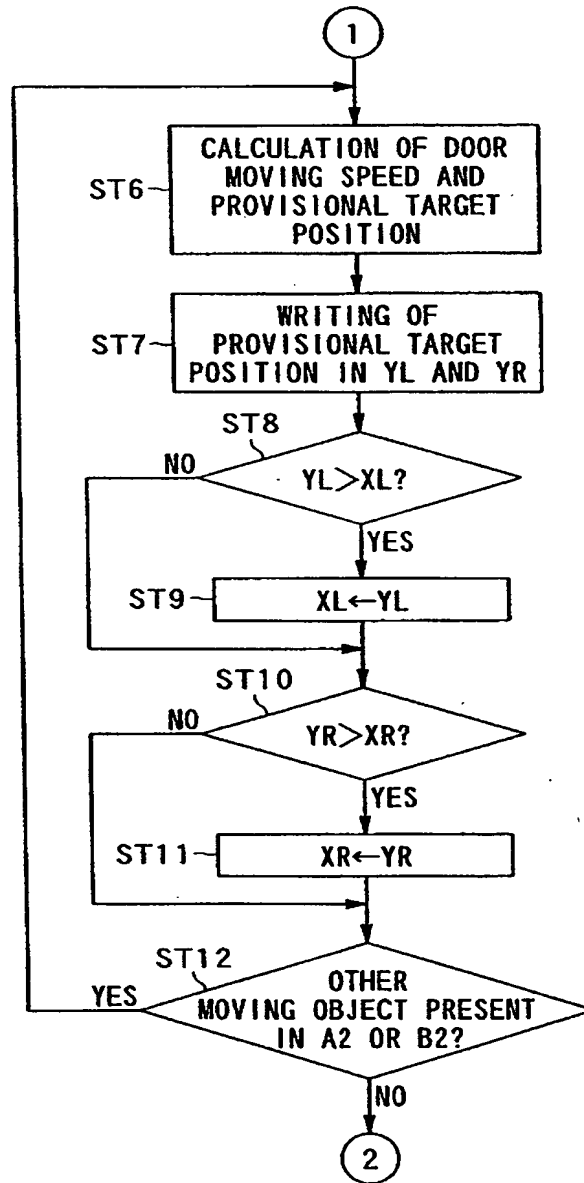 1
CALCULATION OF DOOR
MOVING SPEED AND
ST6
PROVISIONAL TARGET
POSITION
WRITING OF
ST7
PROVISIONAL TARGET
POSITION IN YL AND YR
ST8
NO
YL>XL?
YES
ST9
XL←YL
ST10
NO
YR>XR?
YES
ST11
XR←YR
ST12
YES
OTHER
MOVING OBJECT PRESENT
IN A2 OR B2?
NO
2